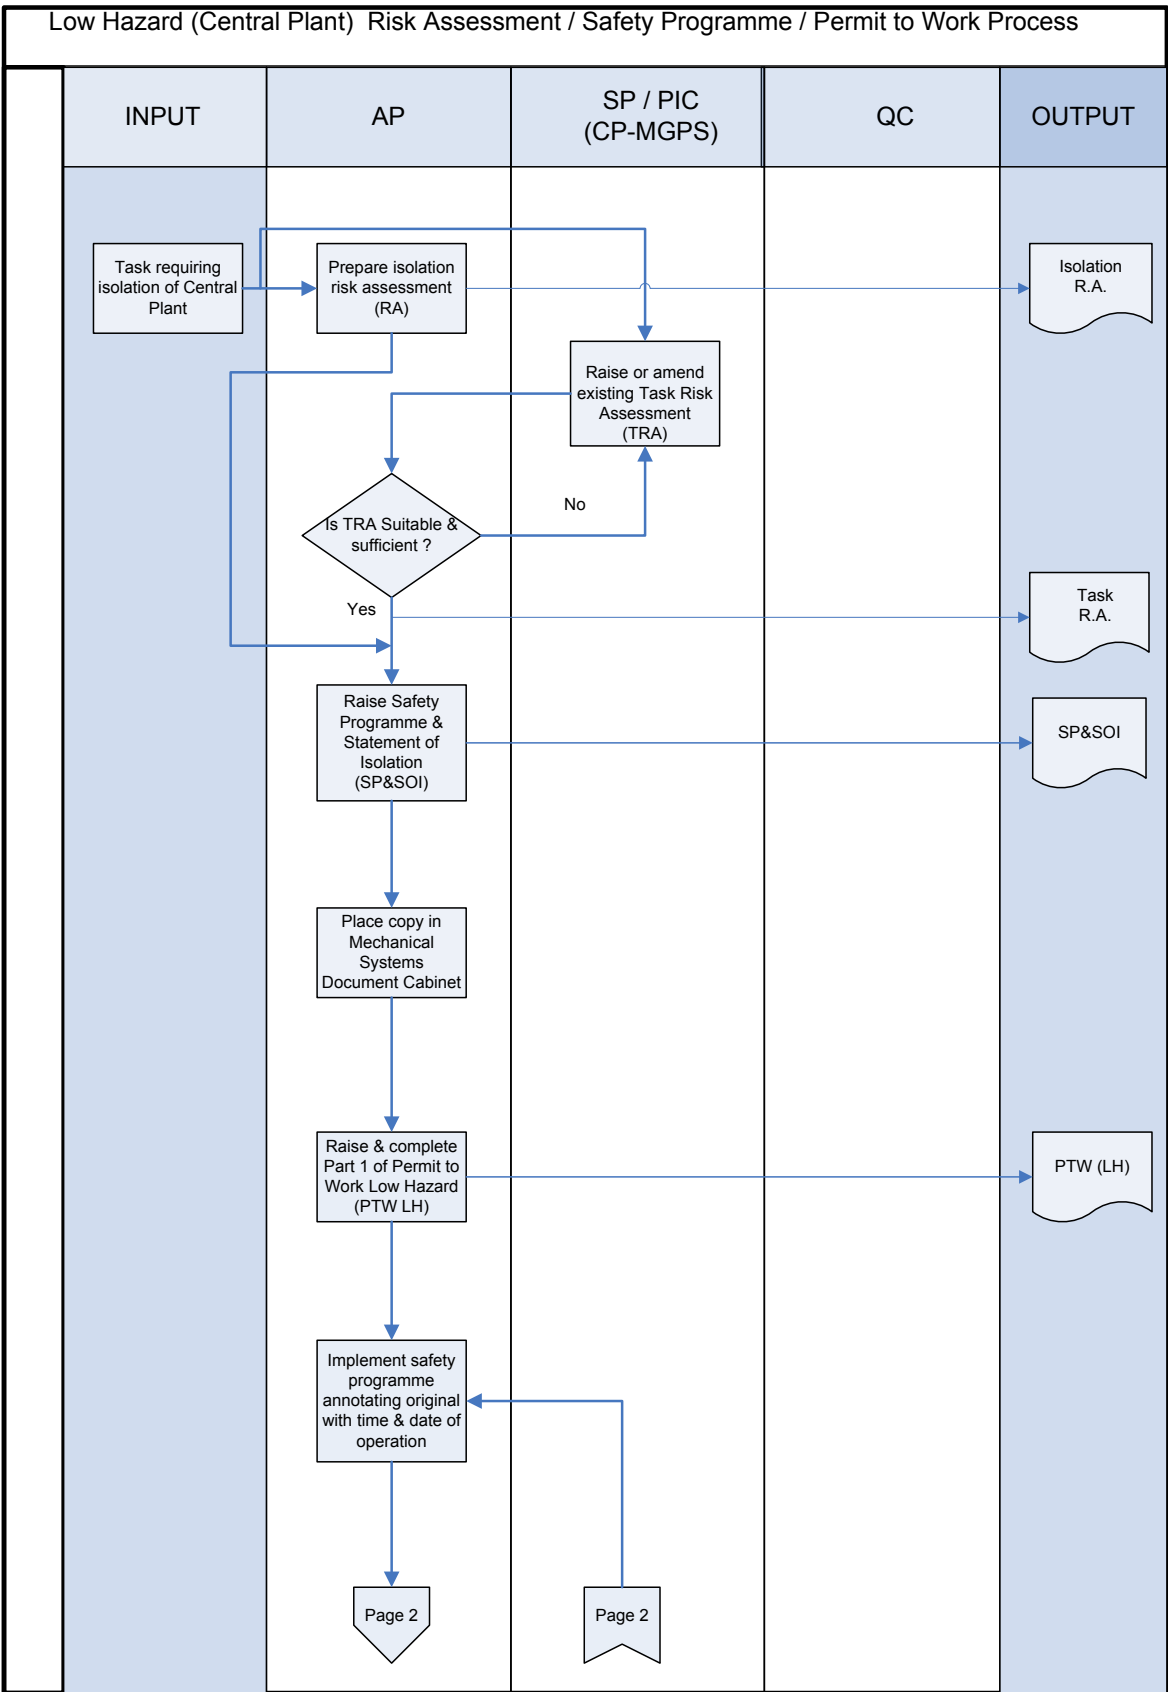 Low Hazard (Central Plant)  Risk Assessment / Safety Programme / Permit to Work Process
INPUT
AP
SP / PIC
(CP-MGPS)
QC
OUTPUT
Task requiring
isolation of Central
Plant
Prepare isolation
risk assessment
(RA)
Isolation
R.A.
Raise or amend
existing Task Risk
Assessment
(TRA)
Is TRA Suitable &
sufficient ?
No
Yes
Task
R.A.
Raise Safety
Programme &
Statement of
Isolation
(SP&SOI)
SP&SOI
Place copy in
Mechanical
Systems
Document Cabinet
Raise & complete
Part 1 of Permit to
Work Low Hazard
(PTW LH)
PTW (LH)
Implement safety
programme
annotating original
with time & date of
operation
Page 2
Page 2